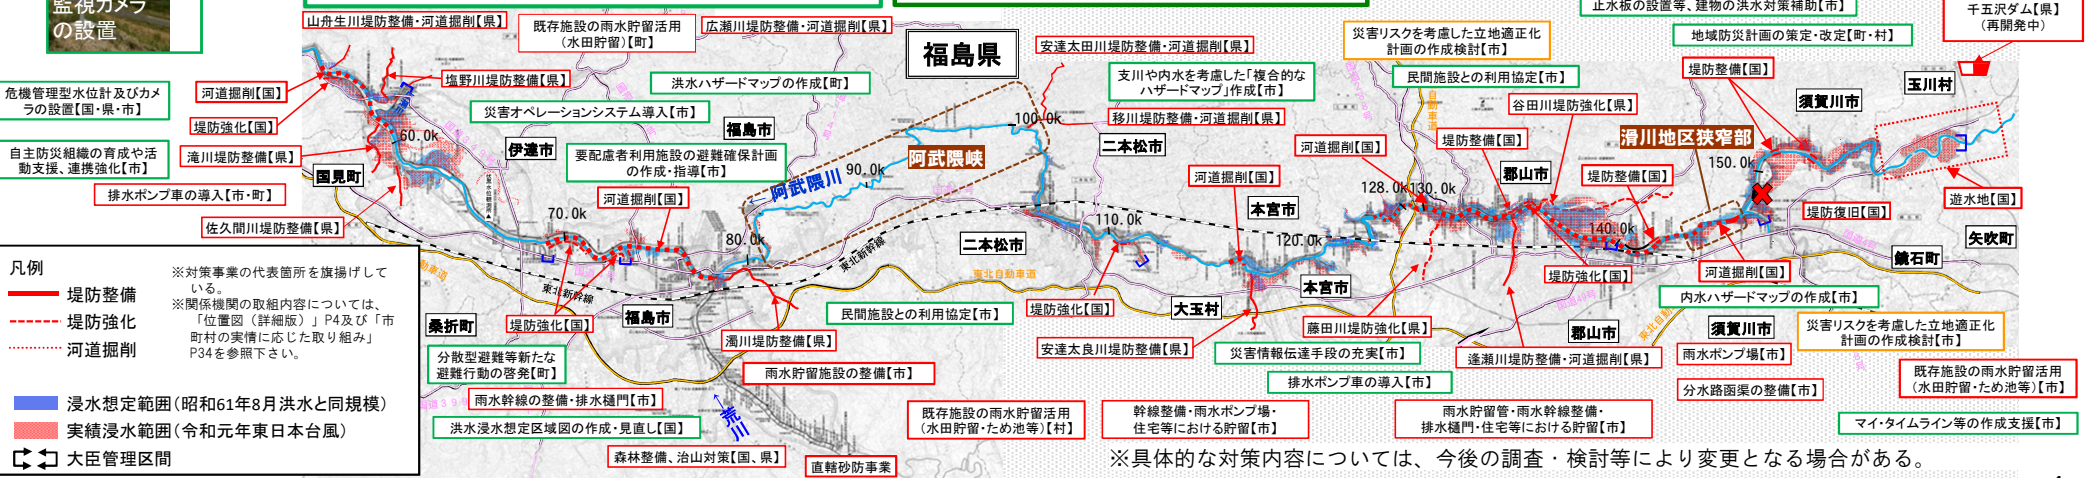 監視カメラ
の設置
山舟生川堤防整備・河道掘削【県】
既存施設の雨水貯留活用
（水田貯留）【町】
広瀬川堤防整備・河道掘削【県】
福島県
安達太田川堤防整備・河道掘削【県】
災害リスクを考慮した立地適正化
計画の作成検討【市】
止水板の設置等、建物の洪水対策補助【市】
地域防災計画の策定・改定【町・村】
千五沢ダム【県】
（再開発中）
危機管理型水位計及びカメ
ラの設置【国・県・市】
河道掘削【国】
塩野川堤防整備【県】
洪水ハザードマップの作成【町】
支川や内水を考慮した「複合的な
ハザードマップ」作成【市】
民間施設との利用協定【市】
堤防整備【国】
玉川村
須賀川市
災害オペレーションシステム導入【市】
谷田川堤防強化【県】
堤防強化【国】
60.0k
福島市
100.0k
移川堤防整備・河道掘削【県】
堤防整備【国】
滑川地区狭窄部
自主防災組織の育成や活
動支援、連携強化【市】
滝川堤防整備【県】
伊達市
要配慮者利用施設の避難確保計画
の作成・指導【市】
阿武隈峡
二本松市
河道掘削【国】
150.0k
国見町
90.0k
阿武隈川
河道掘削【国】
郡山市
堤防整備【国】
排水ポンプ車の導入【市・町】
河道掘削【国】
128.0k
130.0k
遊水地【国】
佐久間川堤防整備【県】
70.0k
110.0k
本宮市
堤防復旧【国】
80.0k
二本松市
120.0k
140.0k
矢吹町
鏡石町
東北新幹線
東北自動車道
凡例
堤防整備
堤防強化
河道掘削
※対策事業の代表箇所を旗揚げして
いる。
※関係機関の取組内容については、
「位置図（詳細版）」P4及び「市
町村の実情に応じた取り組み」
P34を参照下さい。
浸水想定範囲（昭和61年8月洪水と同規模）
実績浸水範囲（令和元年東日本台風）
大臣管理区間
動車道
東北新幹線
桑折町
堤防強化【国】
福島市
民間施設との利用協定【市】
堤防強化【国】
大玉村
本宮市
堤防強化【国】
河道掘削【国】
内水ハザードマップの作成【市】
濁川堤防整備【県】
安達太良川堤防整備【県】
藤田川堤防強化【県】
郡山市
須賀川市
災害リスクを考慮した立地適正化
計画の作成検討【市】
分散型避難等新たな
避難行動の啓発【町】
雨水貯留施設の整備【市】
災害情報伝達手段の充実【市】
逢瀬川堤防整備・河道掘削【県】
雨水ポンプ場【市】
排水ポンプ車の導入【市】
分水路函渠の整備【市】
既存施設の雨水貯留活用
（水田貯留・ため池等）【市】
雨水幹線の整備・排水樋門【市】
荒川
既存施設の雨水貯留活用
（水田貯留・ため池等）【村】
幹線整備・雨水ポンプ場・
住宅等における貯留【市】
雨水貯留管・雨水幹線整備・
排水樋門・住宅等における貯留【市】
マイ・タイムライン等の作成支援【市】
洪水浸水想定区域図の作成・見直し【国】
森林整備、治山対策【国、県】
直轄砂防事業
※具体的な対策内容については、今後の調査・検討等により変更となる場合がある。